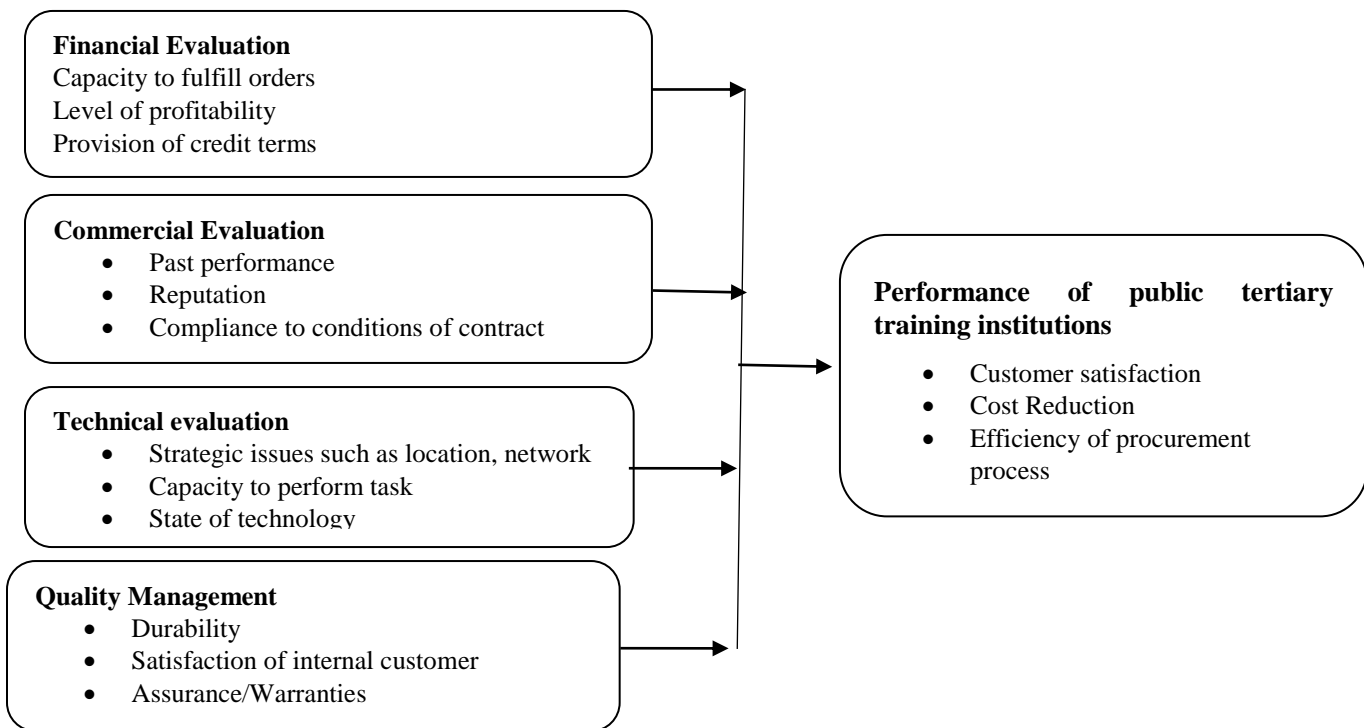 Financial Evaluation
Capacity to fulfill orders
Level of profitability
Provision of credit terms
Commercial Evaluation
• Past performance
• Reputation
• Compliance to conditions of contract
Technical evaluation
• Strategic issues such as location, network
• Capacity to perform task
• State of technology
Quality Management
• Durability
• Satisfaction of internal customer
• Assurance/Warranties
Performance of public tertiary
training institutions
• Customer satisfaction
• Cost Reduction
• Efficiency of procurement
process